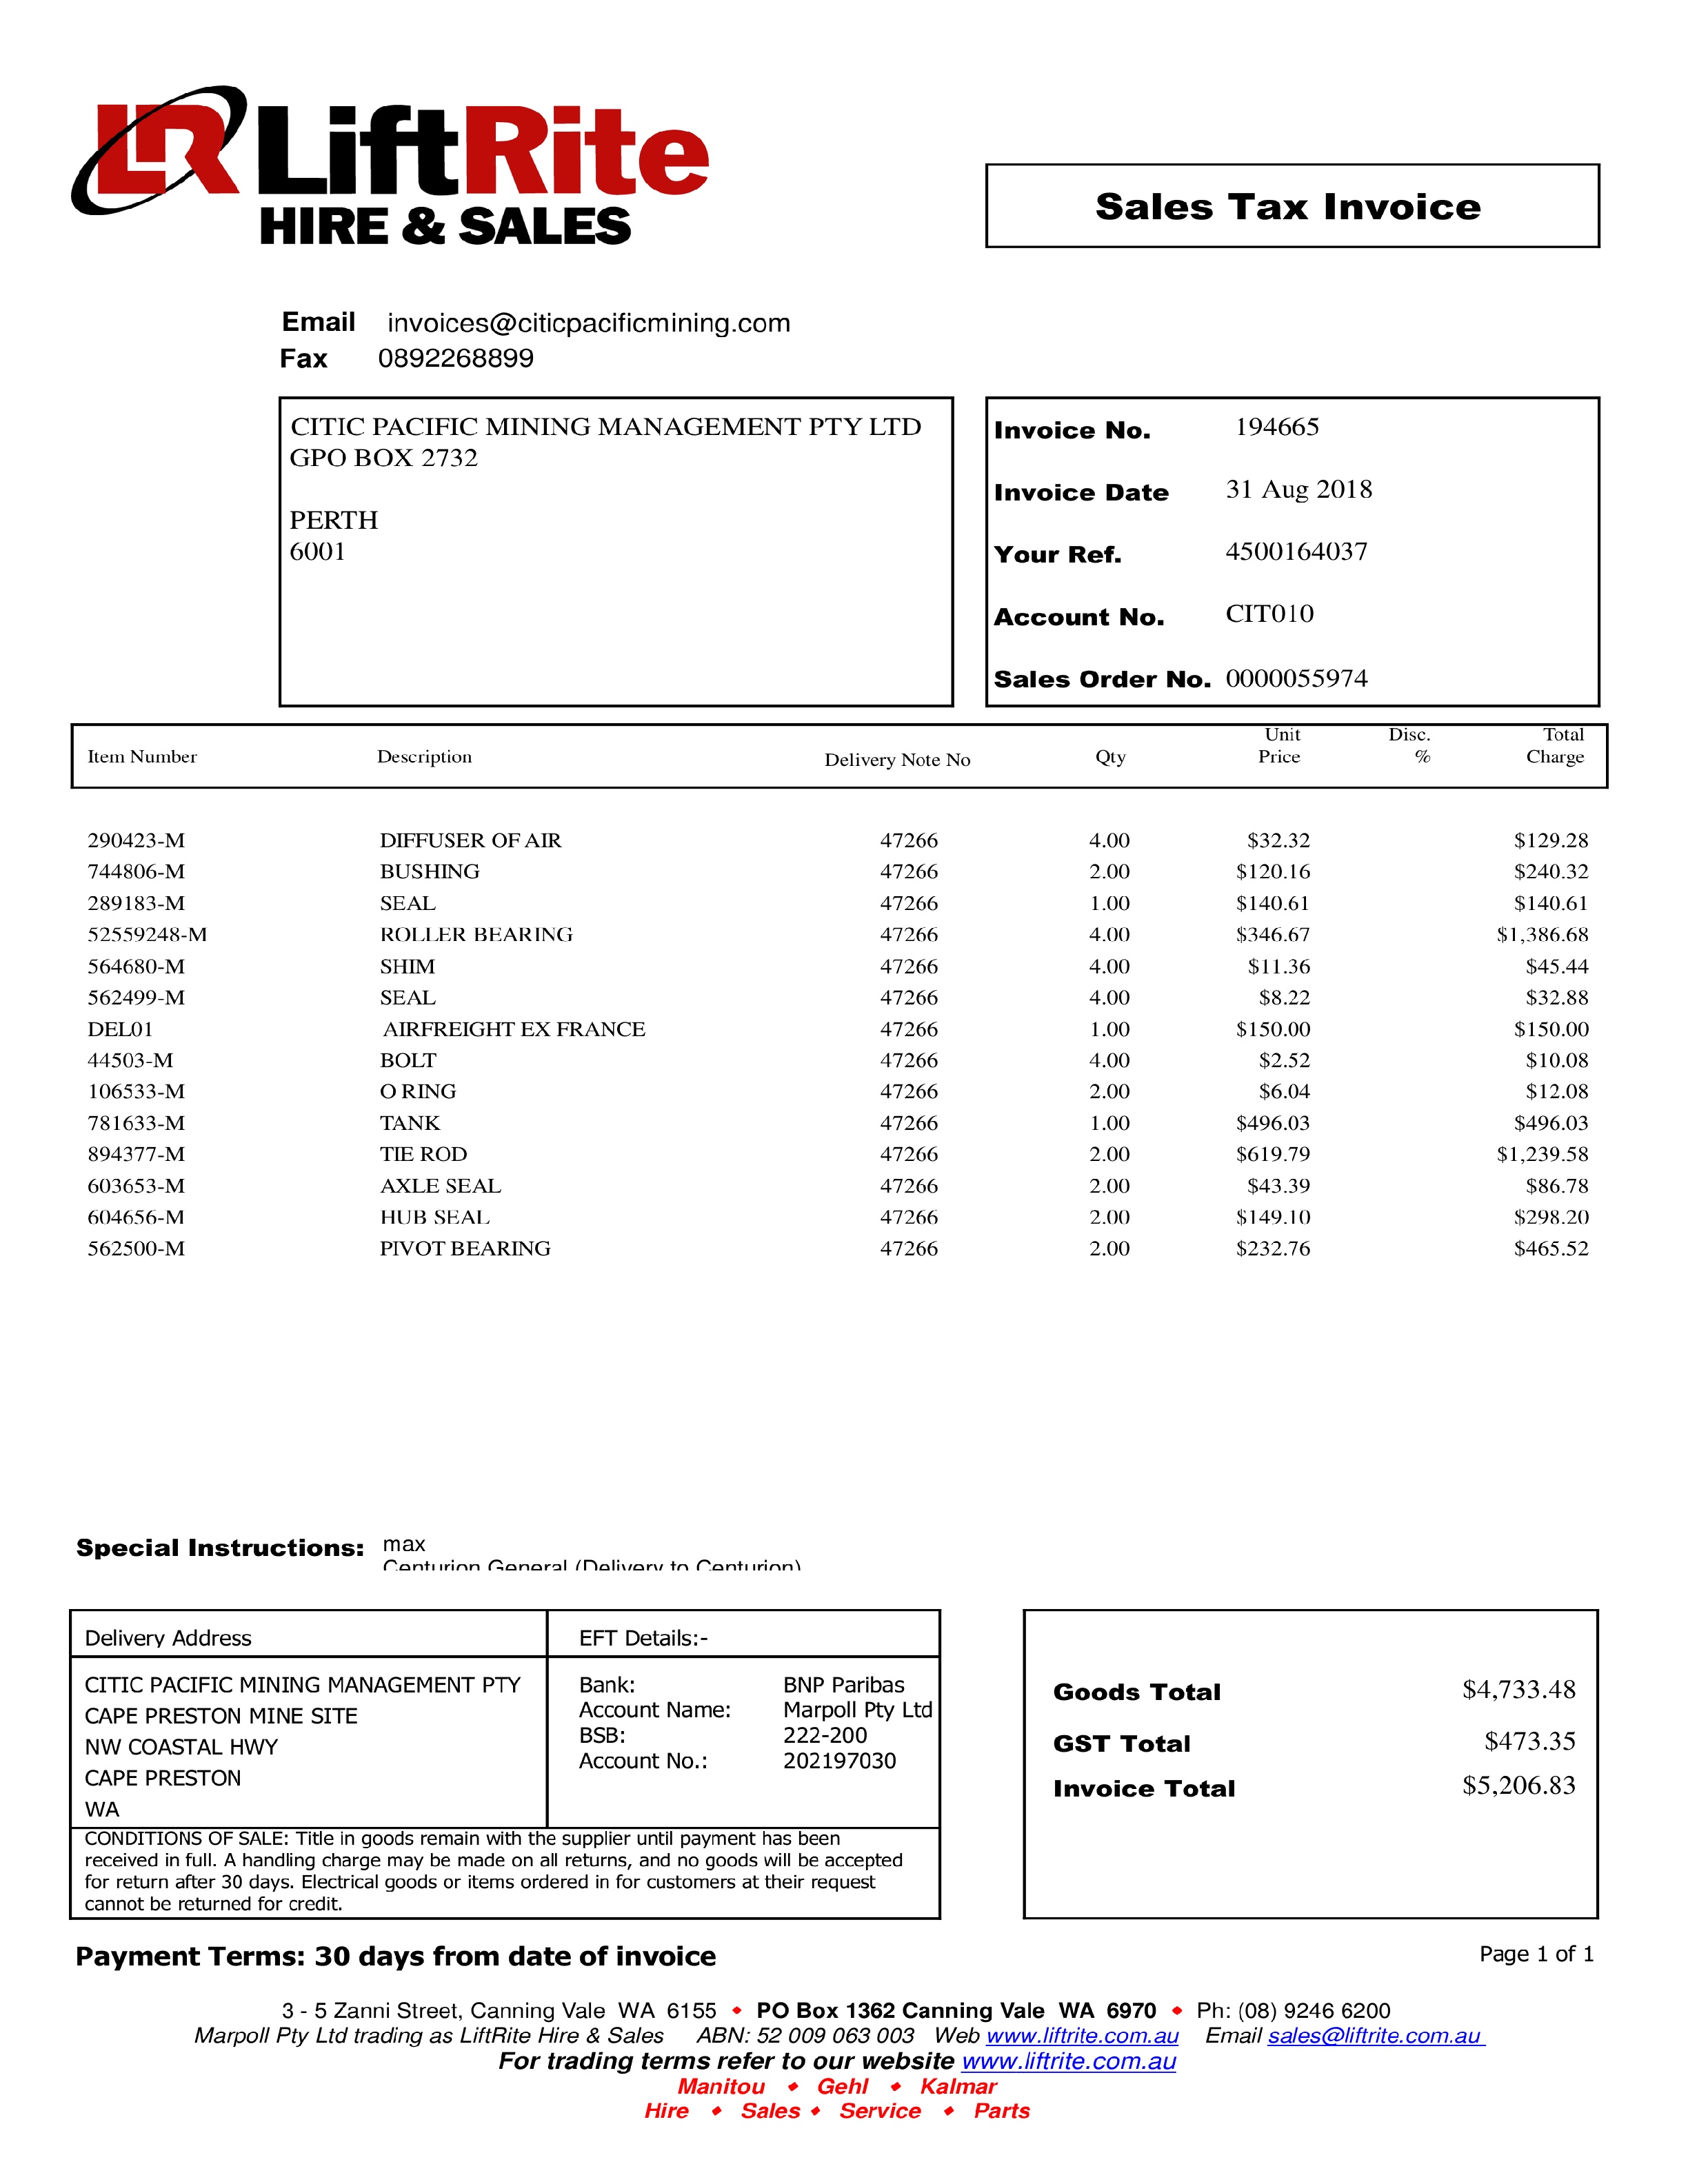 LR LiftRite
HIRE & SALES
Sales Tax Invoice
Email invoices@citicpacificmining.com
Fax 0892268899
CITIC PACIFIC MINING MANAGEMENT PTY LTD
GPO BOX 2732
PERTH
6001
Invoice No. 194665
Invoice Date 31 Aug 2018
Your Ref. 4500164037
Account No. CIT010
Sales Order No. 0000055974
Item Number Description Delivery Note No Qty Unit Price Disc. % Total Charge
290423-M DIFFUSER OF AIR 47266 4.00 $32.32 $129.28
744806-M BUSHING 47266 2.00 $120.16 $240.32
289183-M SEAL 47266 1.00 $140.61 $140.61
52559248-M ROLLER BEARING 47266 4.00 $346.67 $1,386.68
564680-M SHIM 47266 4.00 $11.36 $45.44
562499-M SEAL 47266 4.00 $8.22 $32.88
DEL01 AIRFREIGHT EX FRANCE 47266 1.00 $150.00 $150.00
44503-M BOLT 47266 4.00 $2.52 $10.08
106533-M O RING 47266 2.00 $6.04 $12.08
781633-M TANK 47266 1.00 $496.03 $496.03
894377-M TIE ROD 47266 2.00 $619.79 $1,239.58
603653-M AXLE SEAL 47266 2.00 $43.39 $86.78
604656-M HUB SEAL 47266 2.00 $149.10 $298.20
562500-M PIVOT BEARING 47266 2.00 $232.76 $465.52
Special Instructions: max
Centurion General (Delivery to Centurion)
Delivery Address
CITIC PACIFIC MINING MANAGEMENT PTY
CAPE PRESTON MINE SITE
NW COASTAL HWY
CAPE PRESTON
WA
EFT Details:-
Bank: BNP Paribas
Account Name: Marpoll Pty Ltd
BSB: 222-200
Account No.: 202197030
CONDITIONS OF SALE: Title in goods remain with the supplier until payment has been
received in full. A handling charge may be made on all returns, and no goods will be accepted
for return after 30 days. Electrical goods or items ordered in for customers at their request
cannot be returned for credit.
Goods Total $4,733.48
GST Total $473.35
Invoice Total $5,206.83
Payment Terms: 30 days from date of invoice
Page 1 of 1
3 - 5 Zanni Street, Canning Vale WA 6155 • PO Box 1362 Canning Vale WA 6970 • Ph: (08) 9246 6200
Marpoll Pty Ltd trading as LiftRite Hire & Sales ABN: 52 009 063 003 Web www.liftrite.com.au Email sales@liftrite.com.au
For trading terms refer to our website www.liftrite.com.au
Manitou • Gehl • Kalmar
Hire • Sales • Service • Parts